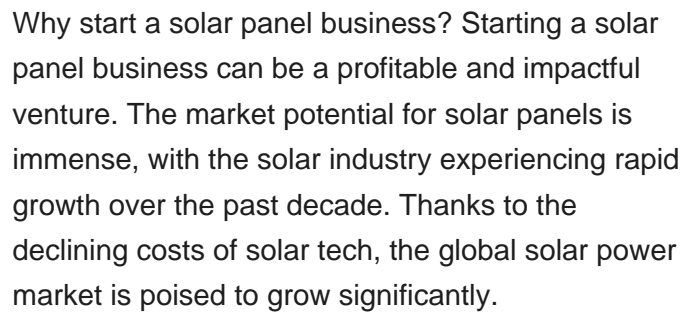 Why start a solar panel business? Starting a solar
panel business can be a profitable and impactful
venture. The market potential for solar panels is
immense, with the solar industry experiencing rapid
growth over the past decade. Thanks to the
declining costs of solar tech, the global solar power
market is poised to grow significantly.